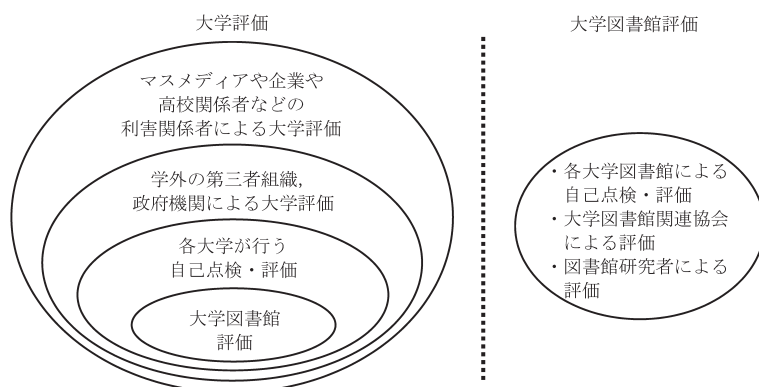 大学評価
マスメディアや企業や
高校関係者などの
利害関係者による大学評価
学外の第三者組織,
政府機関による大学評価
各大学が行う
自己点検・評価
大学図書館
評価
大学図書館評価
・各大学図書館による
自己点検・評価
・大学図書館関連協会
による評価
・図書館研究者による
評価